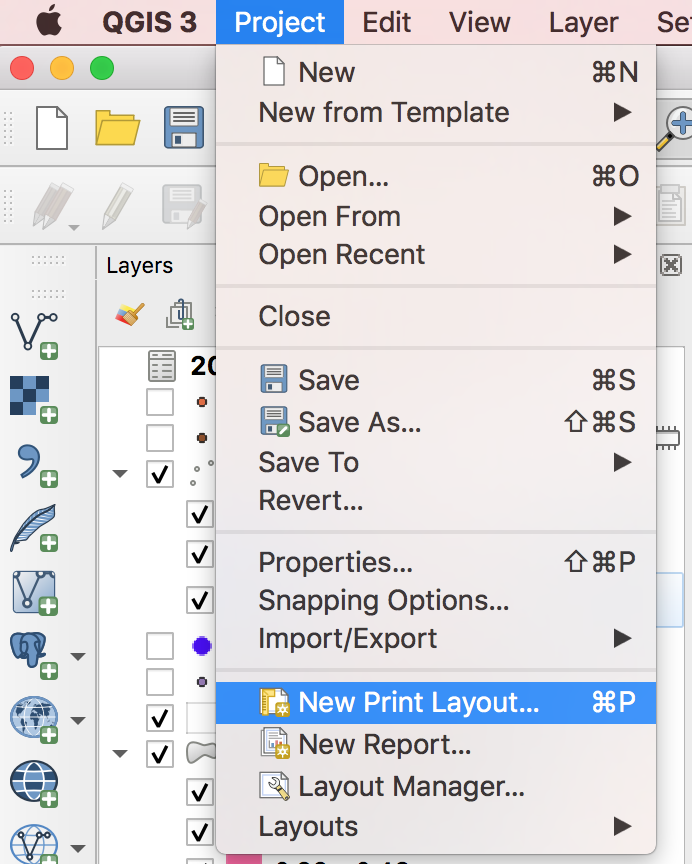 QGIS 3 Project Edit View Layer Se
New ⌘N
New from Template
Open... ⌘O
Open From
Open Recent
Layers
Close
20
Save ⌘S
Save As... ⇧⌘S
Save To
Revert...
Properties... ⇧⌘P
Snapping Options...
Import/Export
New Print Layout... ⌘P
New Report...
Layout Manager...
Layouts